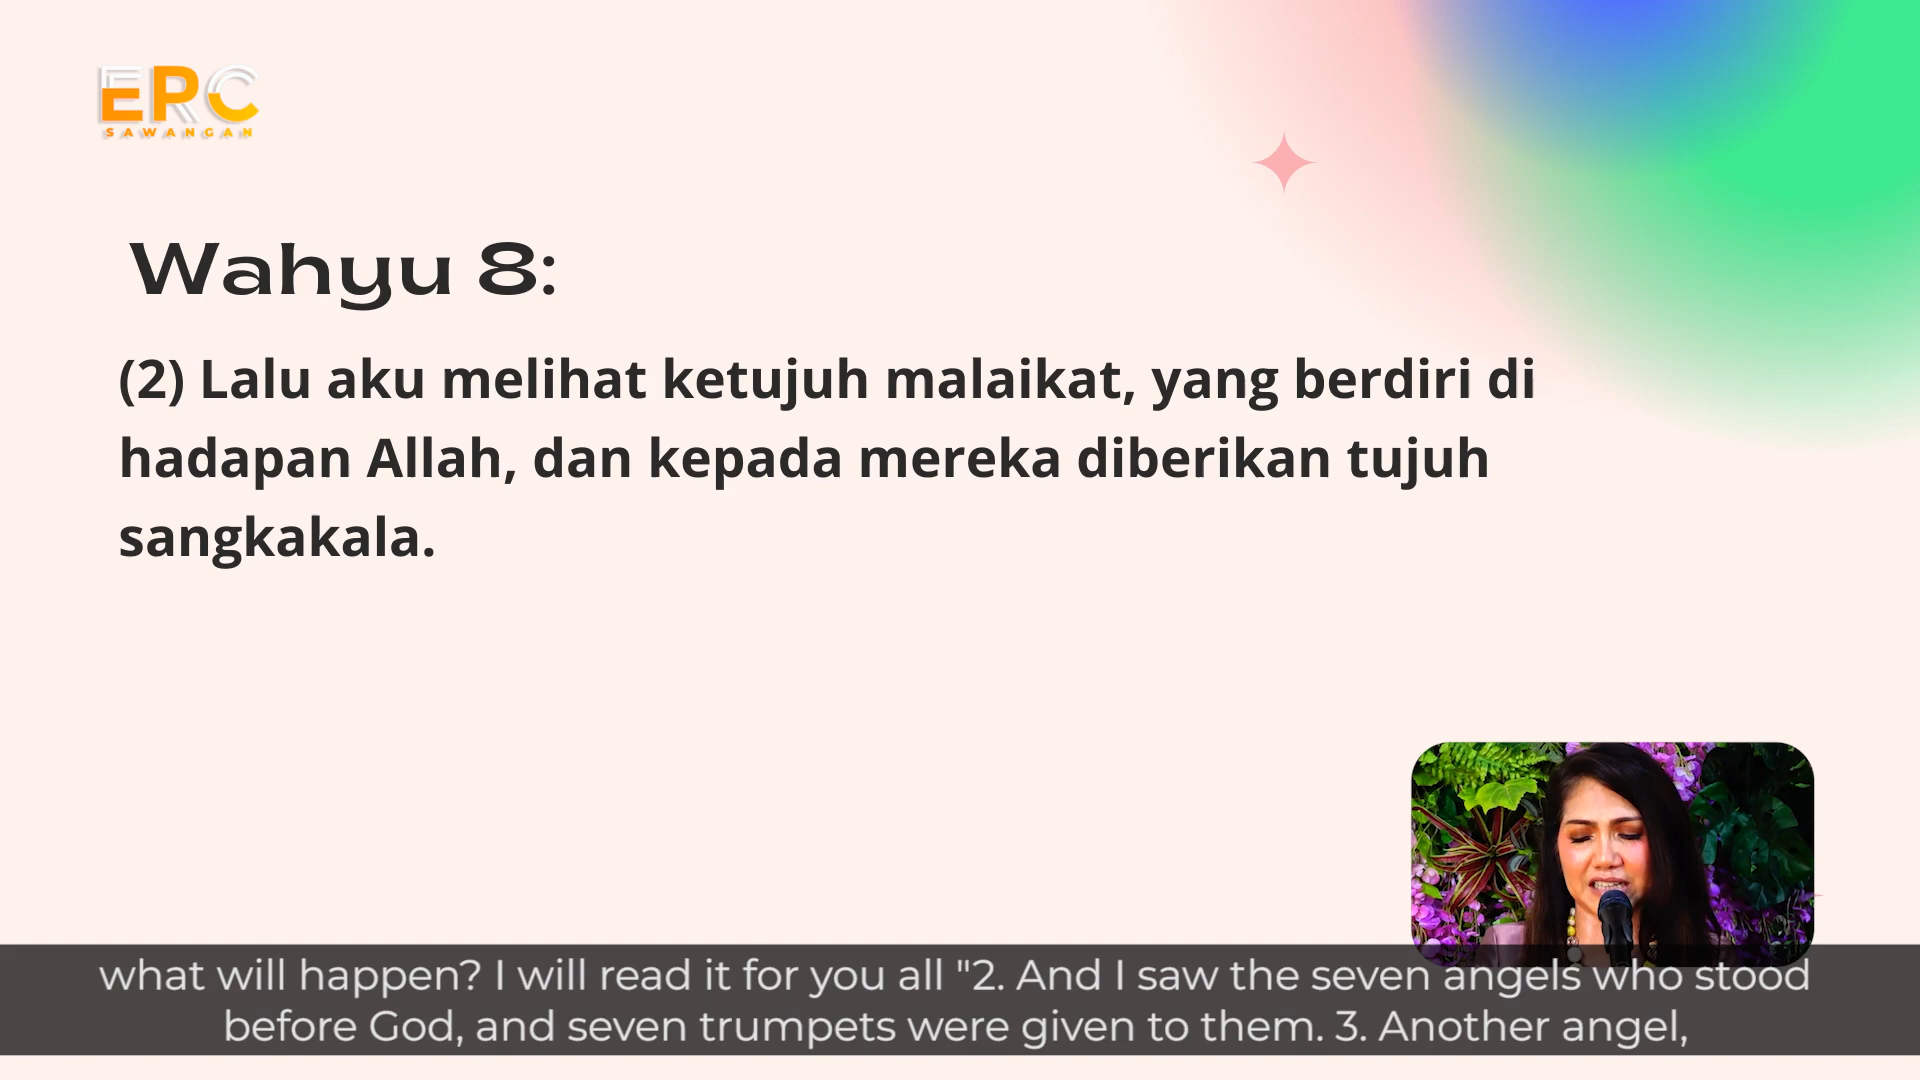 ERC
SAWANGAN
Wahyu 8:
(2) Lalu aku melihat ketujuh malaikat, yang berdiri di
hadapan Allah, dan kepada mereka diberikan tujuh
sangkakala.
what will happen? I will read it for you all "2. And I saw the seven angels who stood
before God, and seven trumpets were given to them. 3. Another angel,